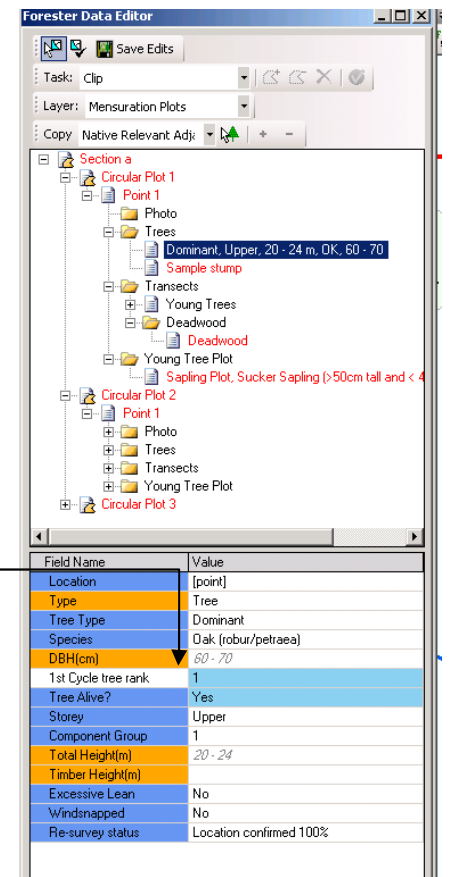 Forester Data Editor
Save Edits
Task: Clip
Layer: Mensuration Plots
Copy Native Relevant Adja + -
Section a
Circular Plot 1
Point 1
Photo
Trees
Dominant, Upper, 20 - 24 m, OK, 60 - 70
Sample stump
Transects
Young Trees
Deadwood
Deadwood
Young Tree Plot
Sapling Plot, Sucker Sapling (>50cm tall and < 4
Circular Plot 2
Point 1
Photo
Trees
Transects
Young Tree Plot
Circular Plot 3
Field Name Value
Location [point]
Type Tree
Tree Type Dominant
Species Oak (robur/petraea)
DBH(cm) 60 - 70
1st Cycle tree rank 1
Tree Alive? Yes
Storey Upper
Component Group 1
Total Height(m) 20 - 24
Timber Height(m)
Excessive Lean No
Windsnapped No
Re-survey status Location confirmed 100%